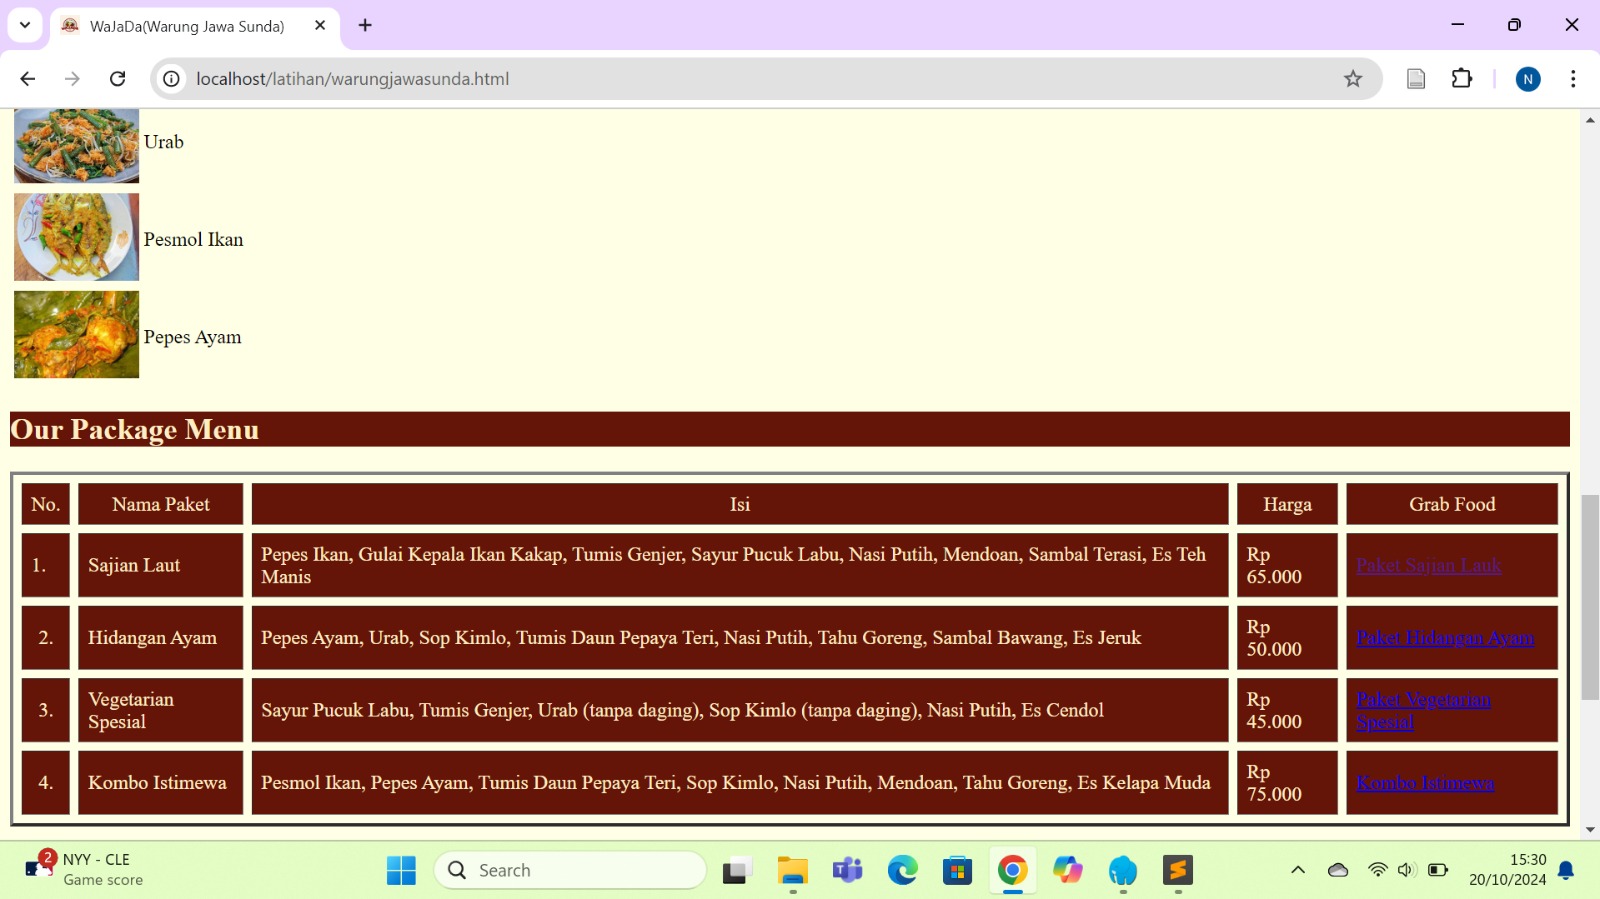 WaJaDa(Warung Jawa Sunda)
localhost/latihan/warungjawasunda.html
N
Urab
Pesmol Ikan
Pepes Ayam
Our Package Menu
No. Nama Paket Isi Harga Grab Food
1. Sajian Laut Pepes Ikan, Gulai Kepala Ikan Kakap, Tumis Genjer, Sayur Pucuk Labu, Nasi Putih, Mendoan, Sambal Terasi, Es Teh
Manis Rp
65.000 Paket Sajian Lauk
2. Hidangan Ayam Pepes Ayam, Urab, Sop Kimlo, Tumis Daun Pepaya Teri, Nasi Putih, Tahu Goreng, Sambal Bawang, Es Jeruk Rp
50.000 Paket Hidangan Ayam
3. Vegetarian
Spesial Sayur Pucuk Labu, Tumis Genjer, Urab (tanpa daging), Sop Kimlo (tanpa daging), Nasi Putih, Es Cendol Rp
45.000 Paket Vegetarian
Spesial
4. Kombo Istimewa Pesmol Ikan, Pepes Ayam, Tumis Daun Pepaya Teri, Sop Kimlo, Nasi Putih, Mendoan, Tahu Goreng, Es Kelapa Muda Rp
75.000 Kombo Istimewa
2
NYY - CLE
Game score
Search
15:30
20/10/2024